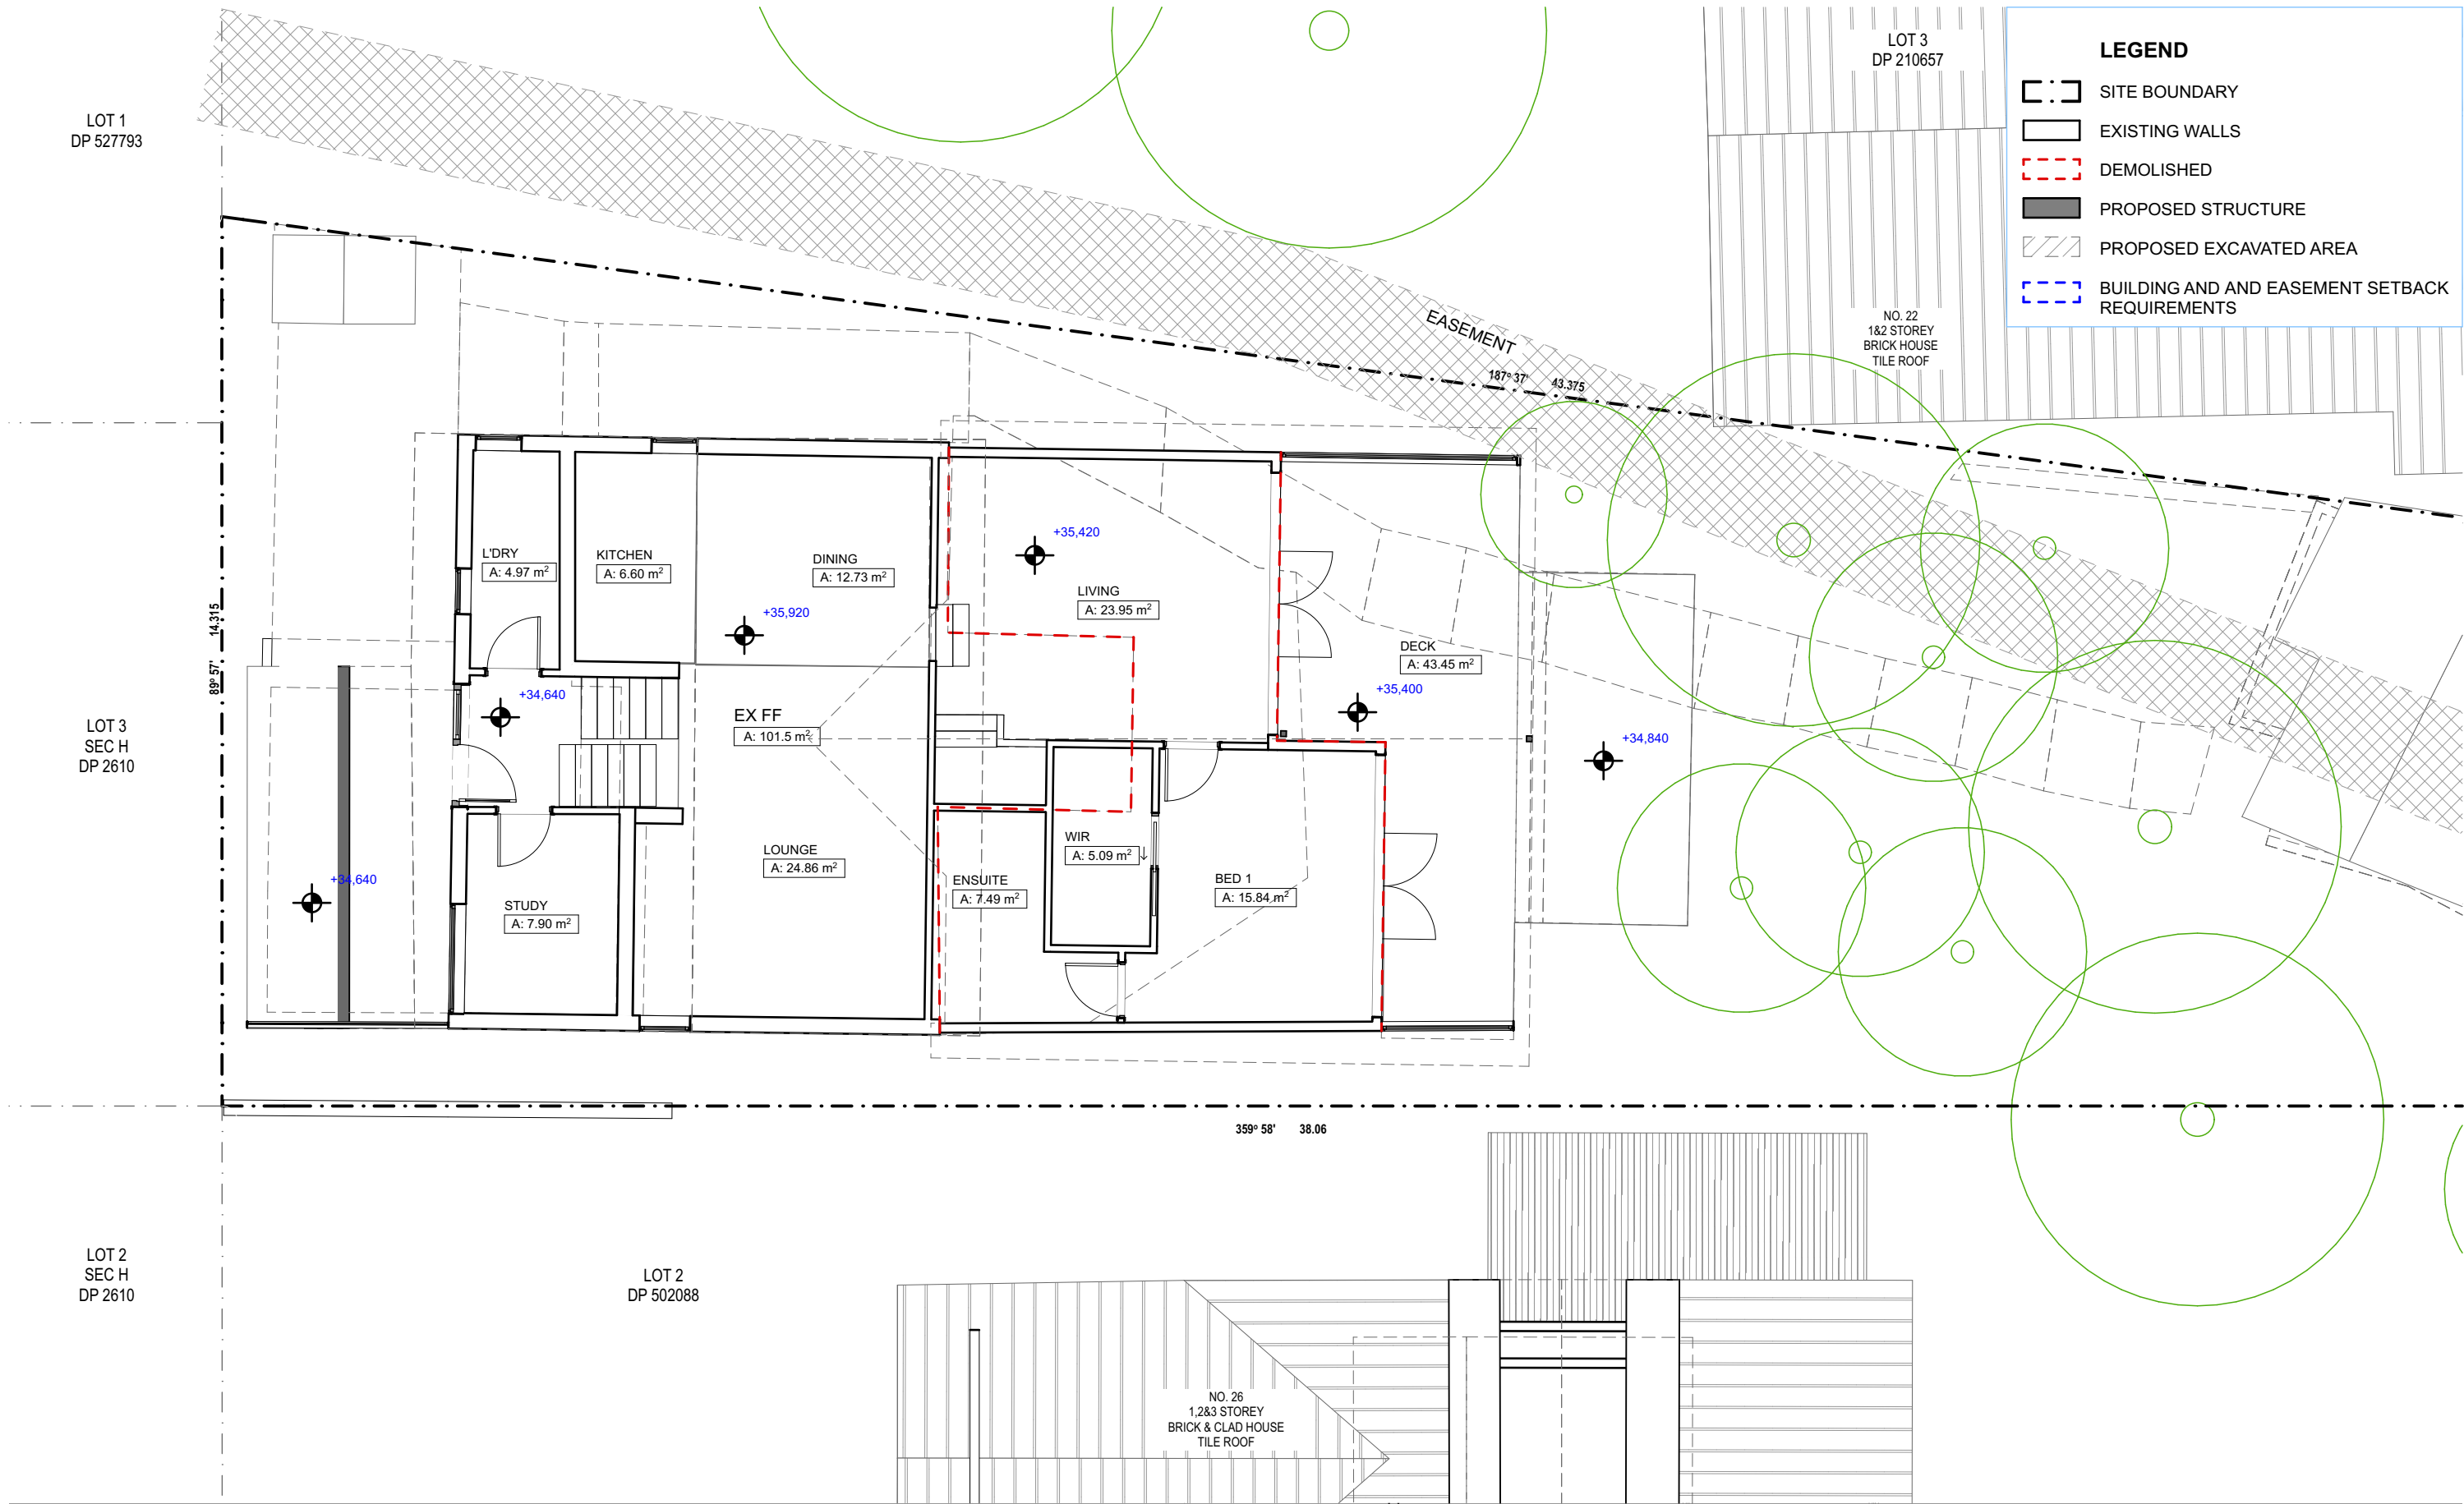 LOT 1
DP 527793
LOT 3
DP 210657
LEGEND
SITE BOUNDARY
EXISTING WALLS
DEMOLISHED
PROPOSED STRUCTURE
PROPOSED EXCAVATED AREA
BUILDING AND AND EASEMENT SETBACK
REQUIREMENTS
EASEMENT
NO. 22
1&2 STOREY
BRICK HOUSE
TILE ROOF
187° 37' 43.375
L'DRY
A: 4.97 m²
KITCHEN
A: 6.60 m²
DINING
A: 12.73 m²
+35,920
+35,420
LIVING
A: 23.95 m²
DECK
A: 43.45 m²
+35,400
+34,840
89° 57' 14.315
+34,640
EX FF
A: 101.5 m²
LOT 3
SEC H
DP 2610
+34,640
STUDY
A: 7.90 m²
LOUNGE
A: 24.86 m²
ENSUITE
A: 7.49 m²
WIR
A: 5.09 m²
BED 1
A: 15.84 m²
359° 58' 38.06
LOT 2
SEC H
DP 2610
LOT 2
DP 502088
NO. 26
1,2&3 STOREY
BRICK & CLAD HOUSE
TILE ROOF